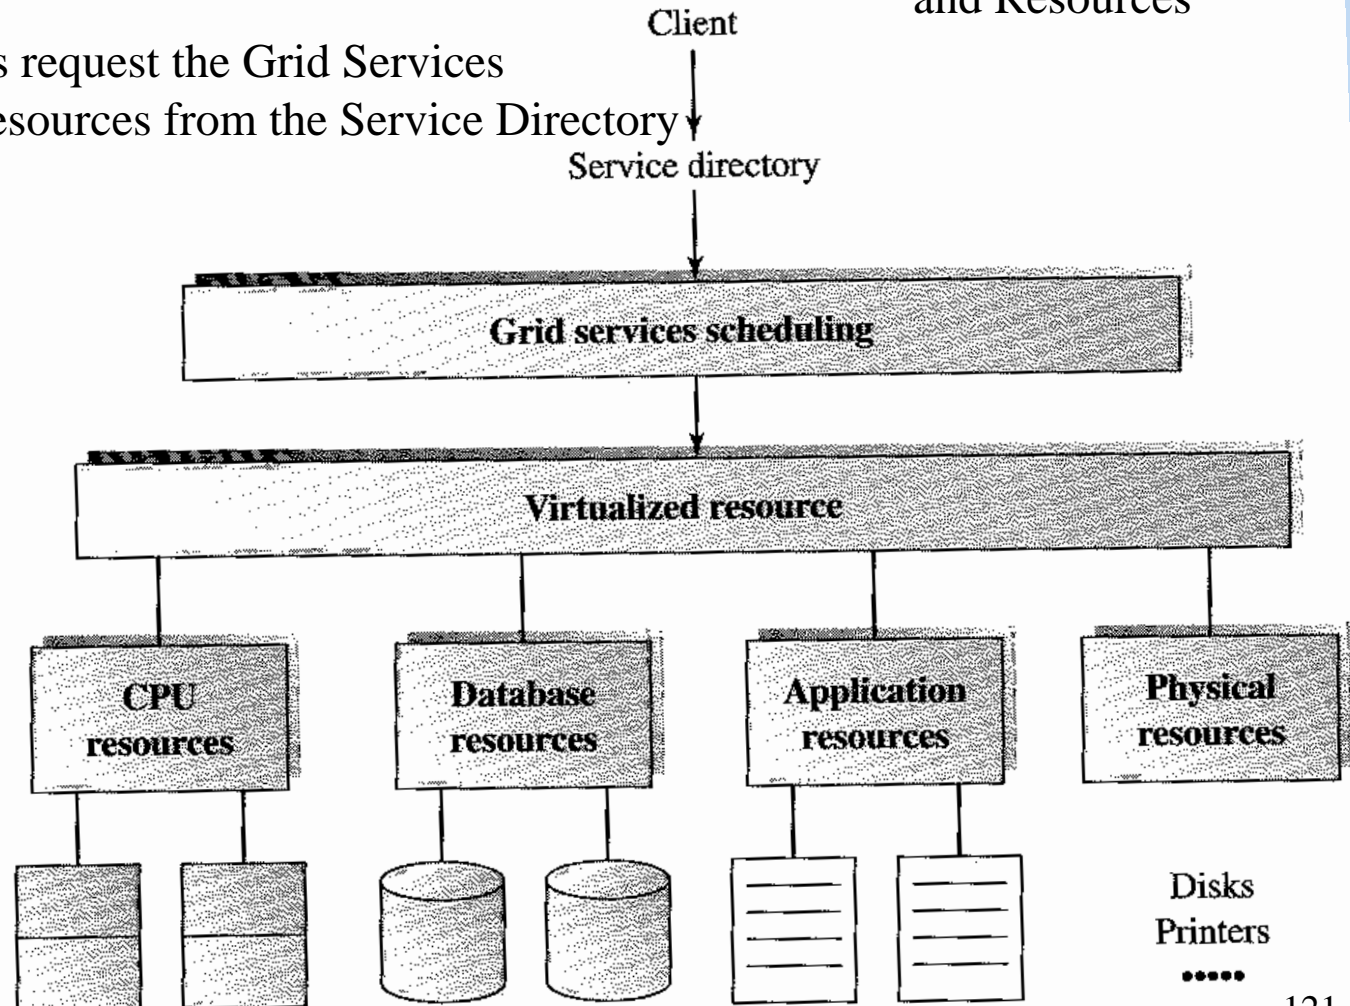 and Resources
Client
s request the Grid Services
esources from the Service Directory
Service directory
Grid services scheduling
Virtualized resource
CPU
resources
Database
resources
Application
resources
Physical
resources
Disks
Printers
•••••
121